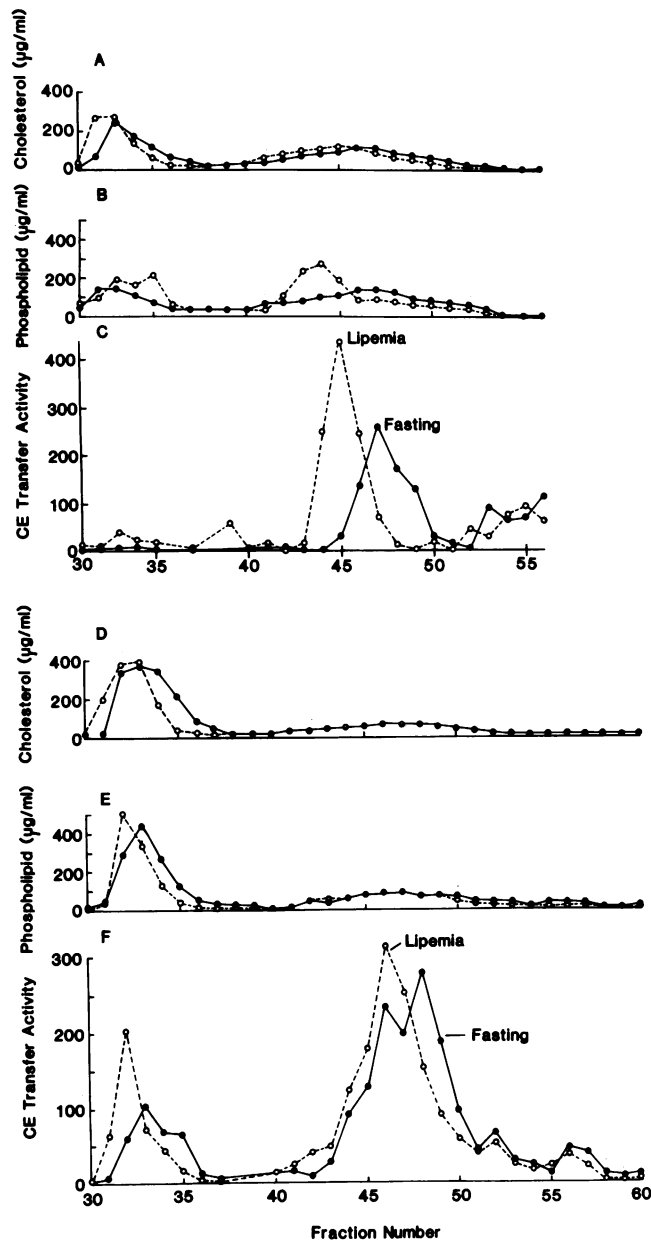 A
Cholesterol (µg/ml)
400
200
0
B
Phospholipid (µg/ml)
400
200
0
C
CE Transfer Activity
400
300
200
100
0
Lipemia
Fasting
30 35 40 45 50 55
D
Cholesterol (µg/ml)
400
200
0
E
Phospholipid (µg/ml)
400
200
0
F
CE Transfer Activity
300
200
100
0
Lipemia
Fasting
30 35 40 45 50 55 60
Fraction Number